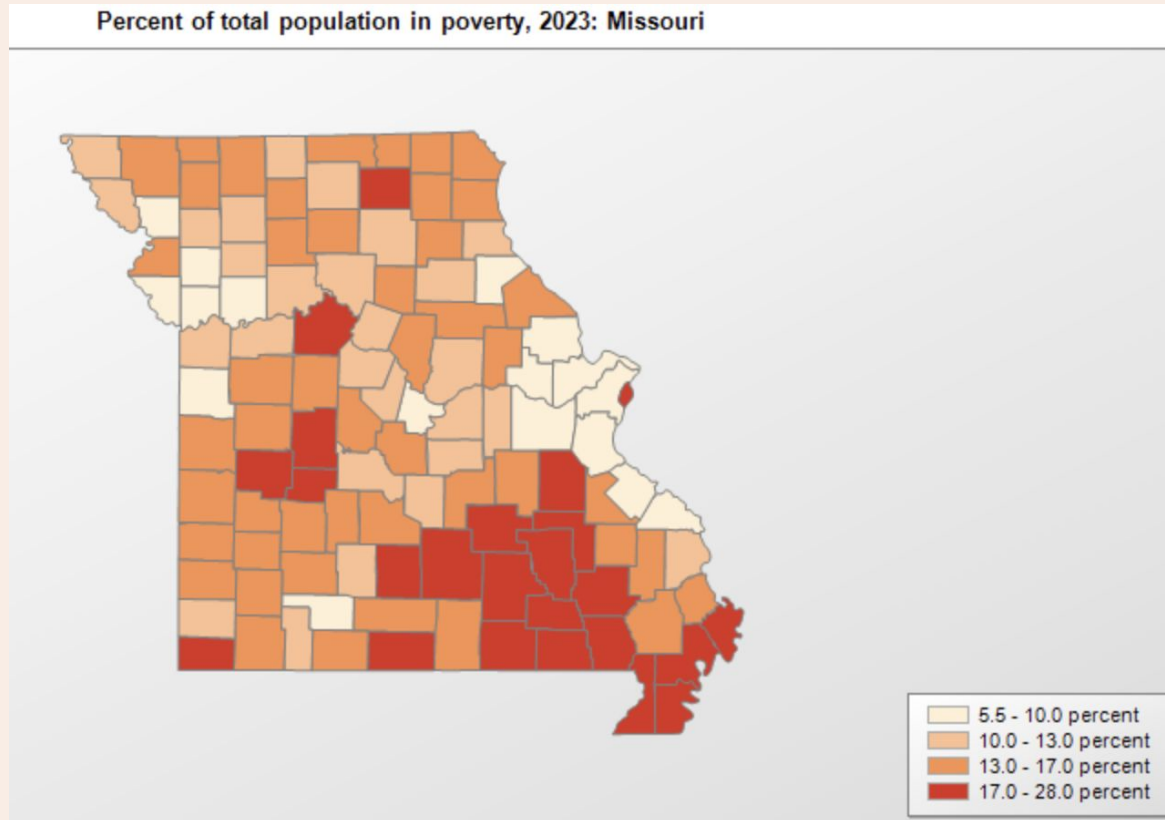 Percent of total population in poverty, 2023: Missouri
5.5 - 10.0 percent
10.0 - 13.0 percent
13.0 - 17.0 percent
17.0 - 28.0 percent